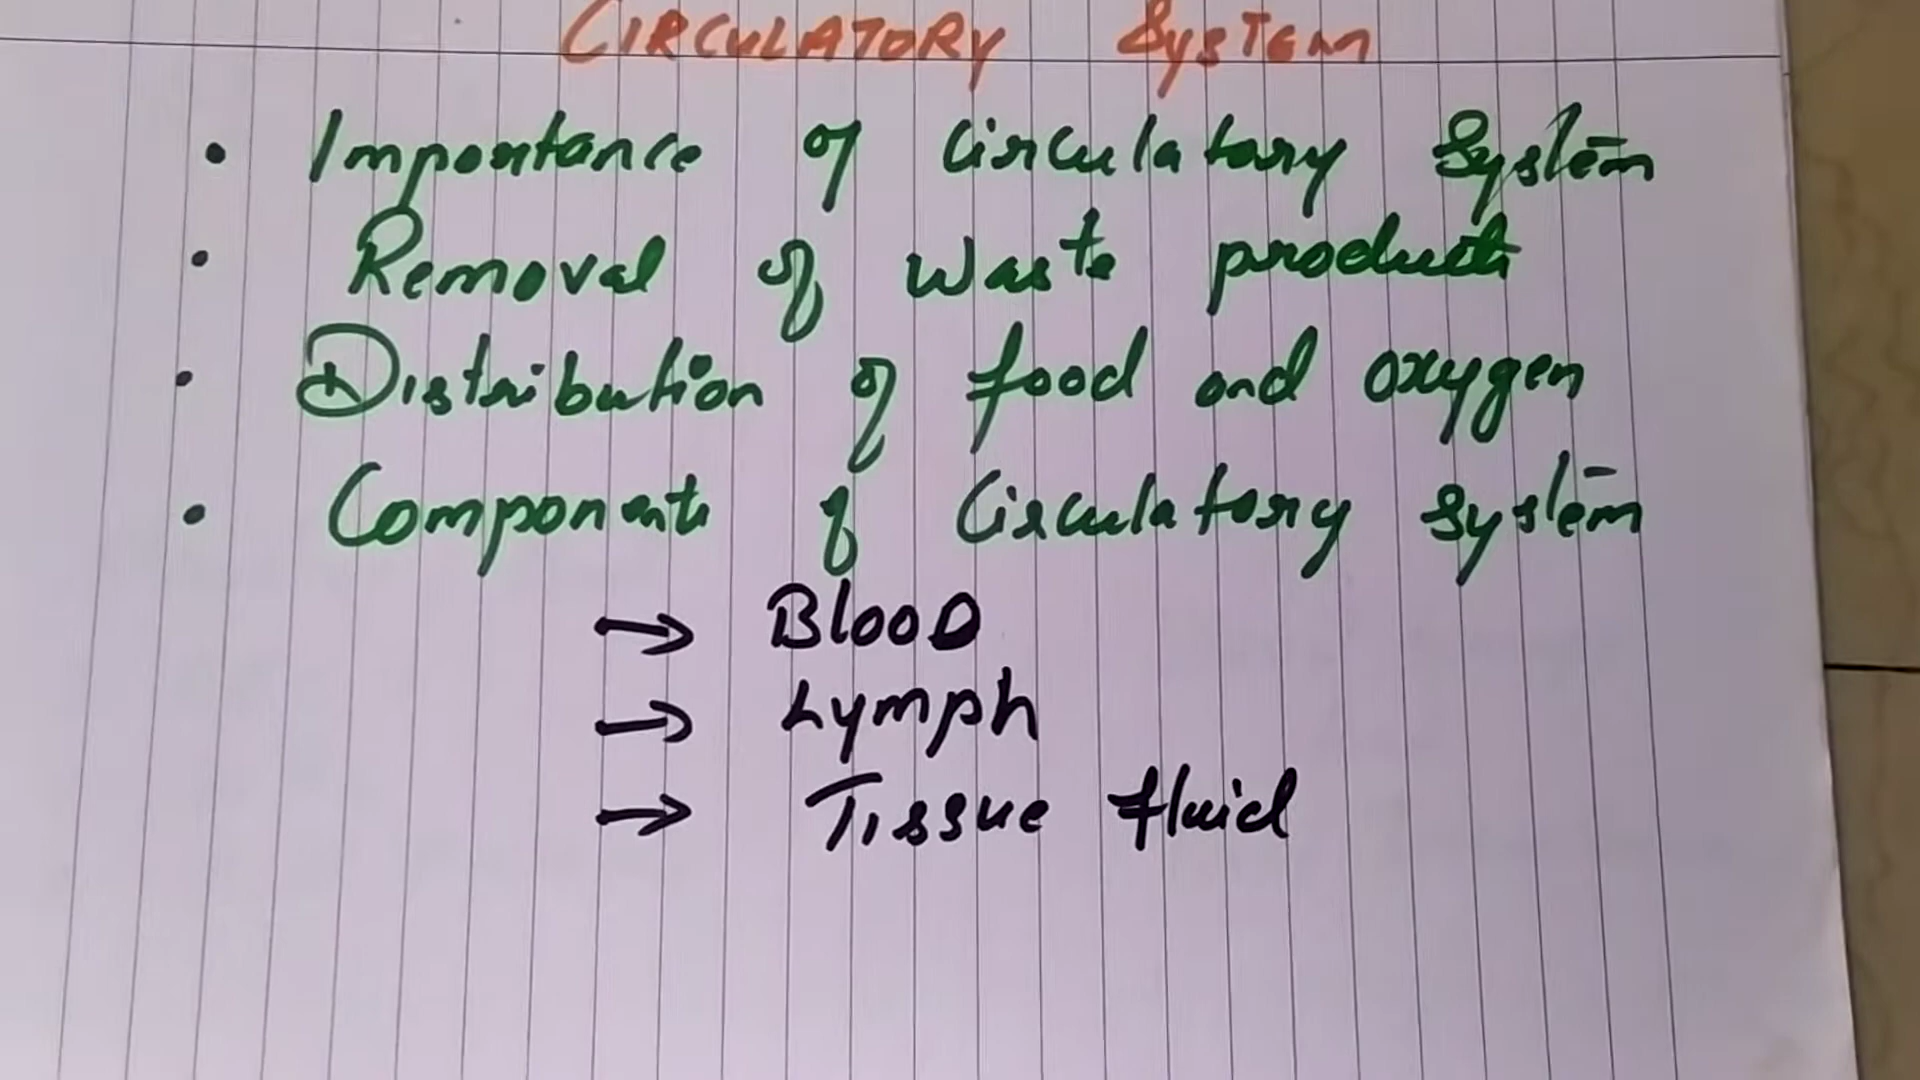 CIRCULATORY SYSTEM
• Importance of Circulatory System
• Removal of Waste products
• Distribution of food and oxygen
• Components of Circulatory System
→ Blood
→ Lymph
→ Tissue fluid